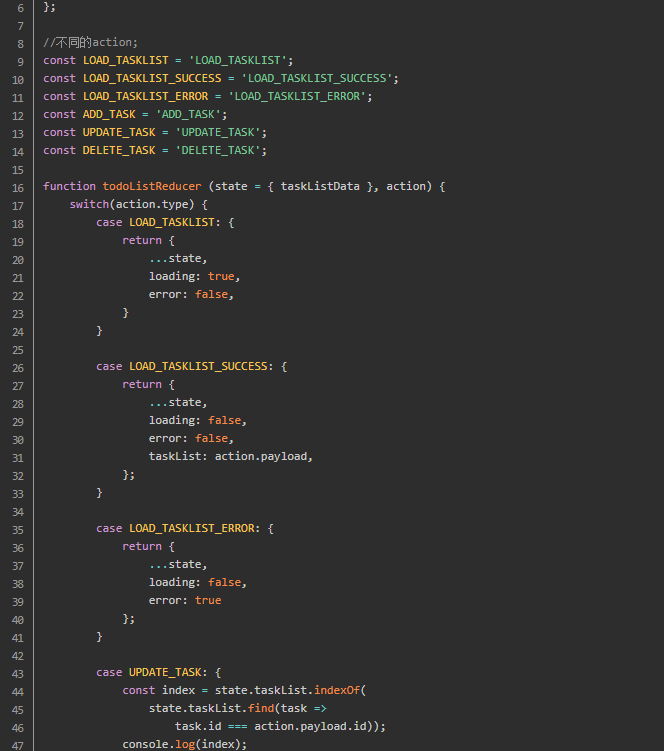 6 };
7
8 //不同的action;
9 const LOAD_TASKLIST = 'LOAD_TASKLIST';
10 const LOAD_TASKLIST_SUCCESS = 'LOAD_TASKLIST_SUCCESS';
11 const LOAD_TASKLIST_ERROR = 'LOAD_TASKLIST_ERROR';
12 const ADD_TASK = 'ADD_TASK';
13 const UPDATE_TASK = 'UPDATE_TASK';
14 const DELETE_TASK = 'DELETE_TASK';
15
16 function todoListReducer (state = { taskListData }, action) {
17     switch(action.type) {
18         case LOAD_TASKLIST: {
19             return {
20                 ...state,
21                 loading: true,
22                 error: false,
23             }
24         }
25
26         case LOAD_TASKLIST_SUCCESS: {
27             return {
28                 ...state,
29                 loading: false,
30                 error: false,
31                 taskList: action.payload,
32             };
33         }
34
35         case LOAD_TASKLIST_ERROR: {
36             return {
37                 ...state,
38                 loading: false,
39                 error: true
40             };
41         }
42
43         case UPDATE_TASK: {
44             const index = state.taskList.indexOf(
45                 state.taskList.find(task =>
46                     task.id === action.payload.id));
47             console.log(index);